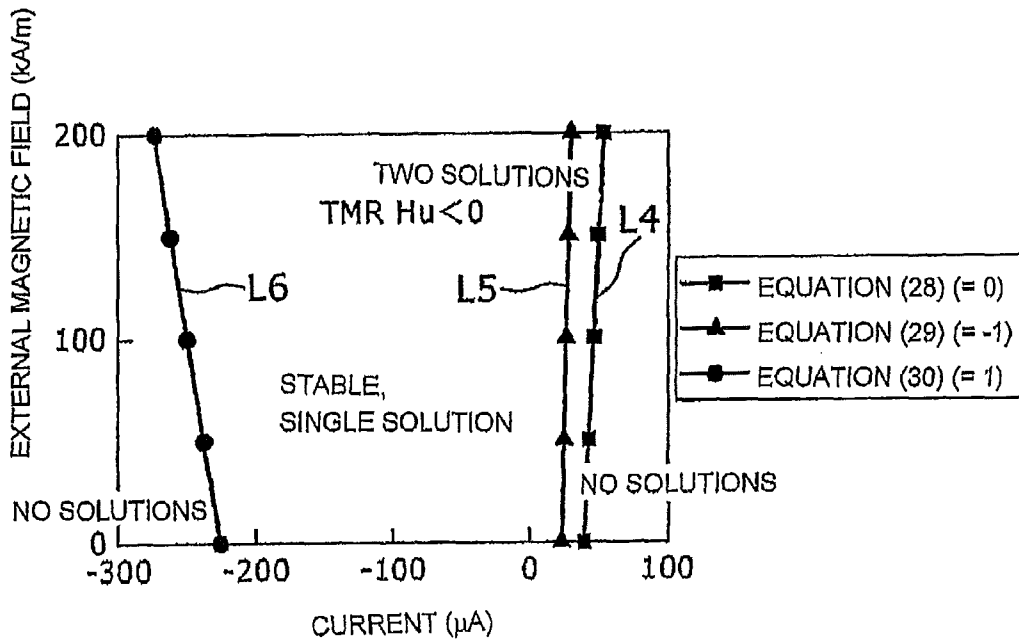 EXTERNAL MAGNETIC FIELD (kA/m)
200
100
0
TWO SOLUTIONS
TMR Hu<0
L4
L6
L5
STABLE,
SINGLE SOLUTION
NO SOLUTIONS
NO SOLUTIONS
-300
-200
-100
0
100
CURRENT (μA)
EQUATION (28) (= 0)
EQUATION (29) (= -1)
EQUATION (30) (= 1)